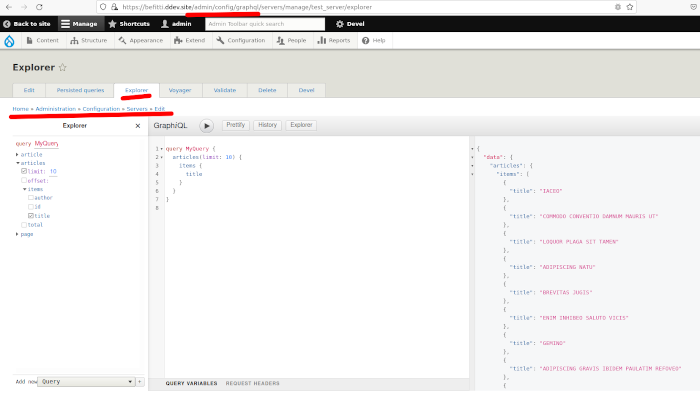 https://befitti.ddev.site/admin/config/graphql/servers/manage/test_server/explorer
Back to site Manage Shortcuts admin Admin Toolbar quick search Devel
Content Structure Appearance Extend Configuration People Reports Help
Explorer
Edit Persisted queries Explorer Voyager Validate Delete Devel
Home » Administration » Configuration » Servers » Edit
Explorer ×
query MyQuery
article
articles
limit: 10
offset:
items
author
id
title
total
page
Add new Query +
GraphiQL Prettify History Explorer
1 query MyQuery {
2 articles(limit: 10) {
3 items {
4 title
5 }
6 }
7 }
8
QUERY VARIABLES REQUEST HEADERS
{
"data": {
"articles": {
"items": [
{
"title": "IACEO"
},
{
"title": "COMMODO CONVENTIO DAMNUM MAURIS UT"
},
{
"title": "LOQUOR PLAGA SIT TAMEN"
},
{
"title": "ADIPISCING NATU"
},
{
"title": "BREVITAS JUGIS"
},
{
"title": "ENIM INHIBEO SALUTO VICIS"
},
{
"title": "GEMINO"
},
{
"title": "ADIPISCING GRAVIS IBIDEM PAULATIM REFOVEO"
},
{